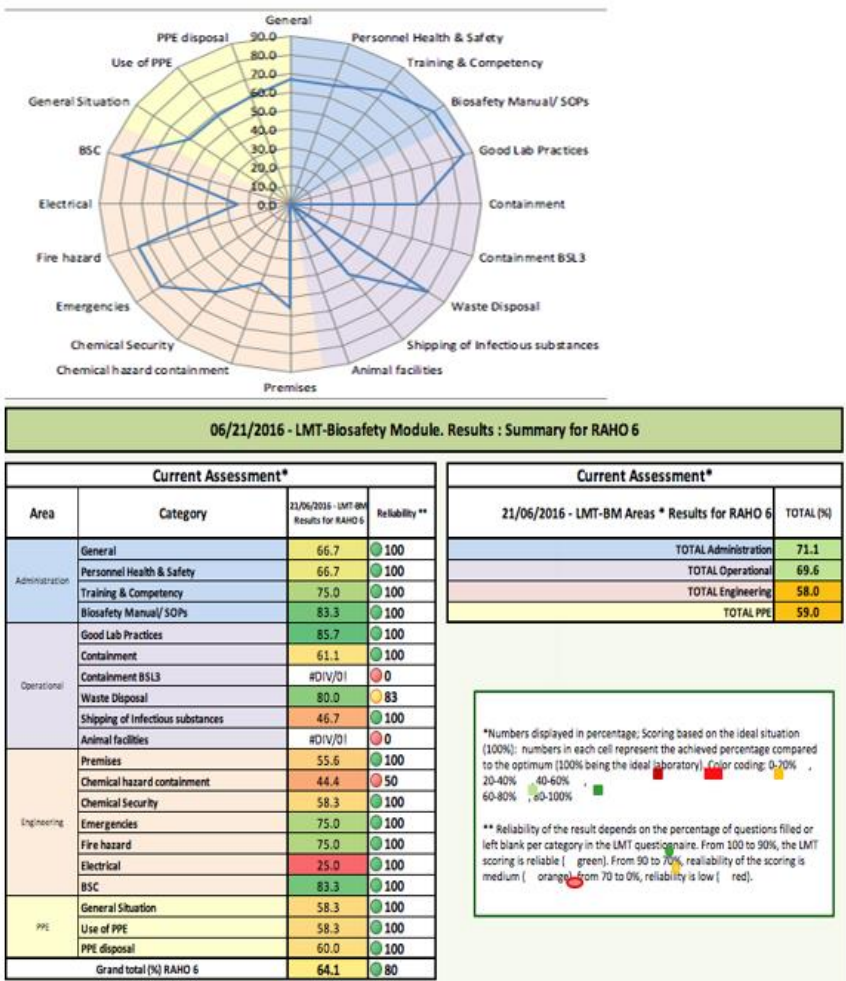 General
PPE disposal
Personnel Health & Safety
Use of PPE
Training & Competency
General Situation
Biosafety Manual/ SOPs
BSC
Good Lab Practices
Electrical
Containment
Fire hazard
Containment BSL3
Emergencies
Waste Disposal
Chemical Security
Shipping of Infectious substances
Chemical hazard containment
Animal facilities
Premises
90.0
80.0
70.0
60.0
50.0
40.0
30.0
20.0
10.0
0.0
06/21/2016 - LMT-Biosafety Module. Results : Summary for RAHO 6
Current Assessment*
Area Category 21/06/2016 - LMT-BM Results for RAHO 6 Reliability **
Administration
General 66.7 100
Personnel Health & Safety 66.7 100
Training & Competency 75.0 100
Biosafety Manual/ SOPs 83.3 100
Operational
Good Lab Practices 85.7 100
Containment 61.1 100
Containment BSL3 #DIV/0! 0
Waste Disposal 80.0 83
Shipping of Infectious substances 46.7 100
Animal facilities #DIV/0! 0
Engineering
Premises 55.6 100
Chemical hazard containment 44.4 50
Chemical Security 58.3 100
Emergencies 75.0 100
Fire hazard 75.0 100
Electrical 25.0 100
BSC 83.3 100
PPE
General Situation 58.3 100
Use of PPE 58.3 100
PPE disposal 60.0 100
Grand total (%) RAHO 6 64.1 80
Current Assessment*
21/06/2016 - LMT-BM Areas * Results for RAHO 6 TOTAL (%)
TOTAL Administration 71.1
TOTAL Operational 69.6
TOTAL Engineering 58.0
TOTAL PPE 59.0
*Numbers displayed in percentage; Scoring based on the ideal situation
(100%): numbers in each cell represent the achieved percentage compared
to the optimum (100% being the ideal laboratory). Color coding: 0-20% ,
20-40% , 40-60% ,
60-80% , 80-100%
** Reliability of the result depends on the percentage of questions filled or
left blank per category in the LMT questionnaire. From 100 to 90%, the LMT
scoring is reliable ( green). From 90 to 70%, realiability of the scoring is
medium ( orange), from 70 to 0%, reliability is low ( red).